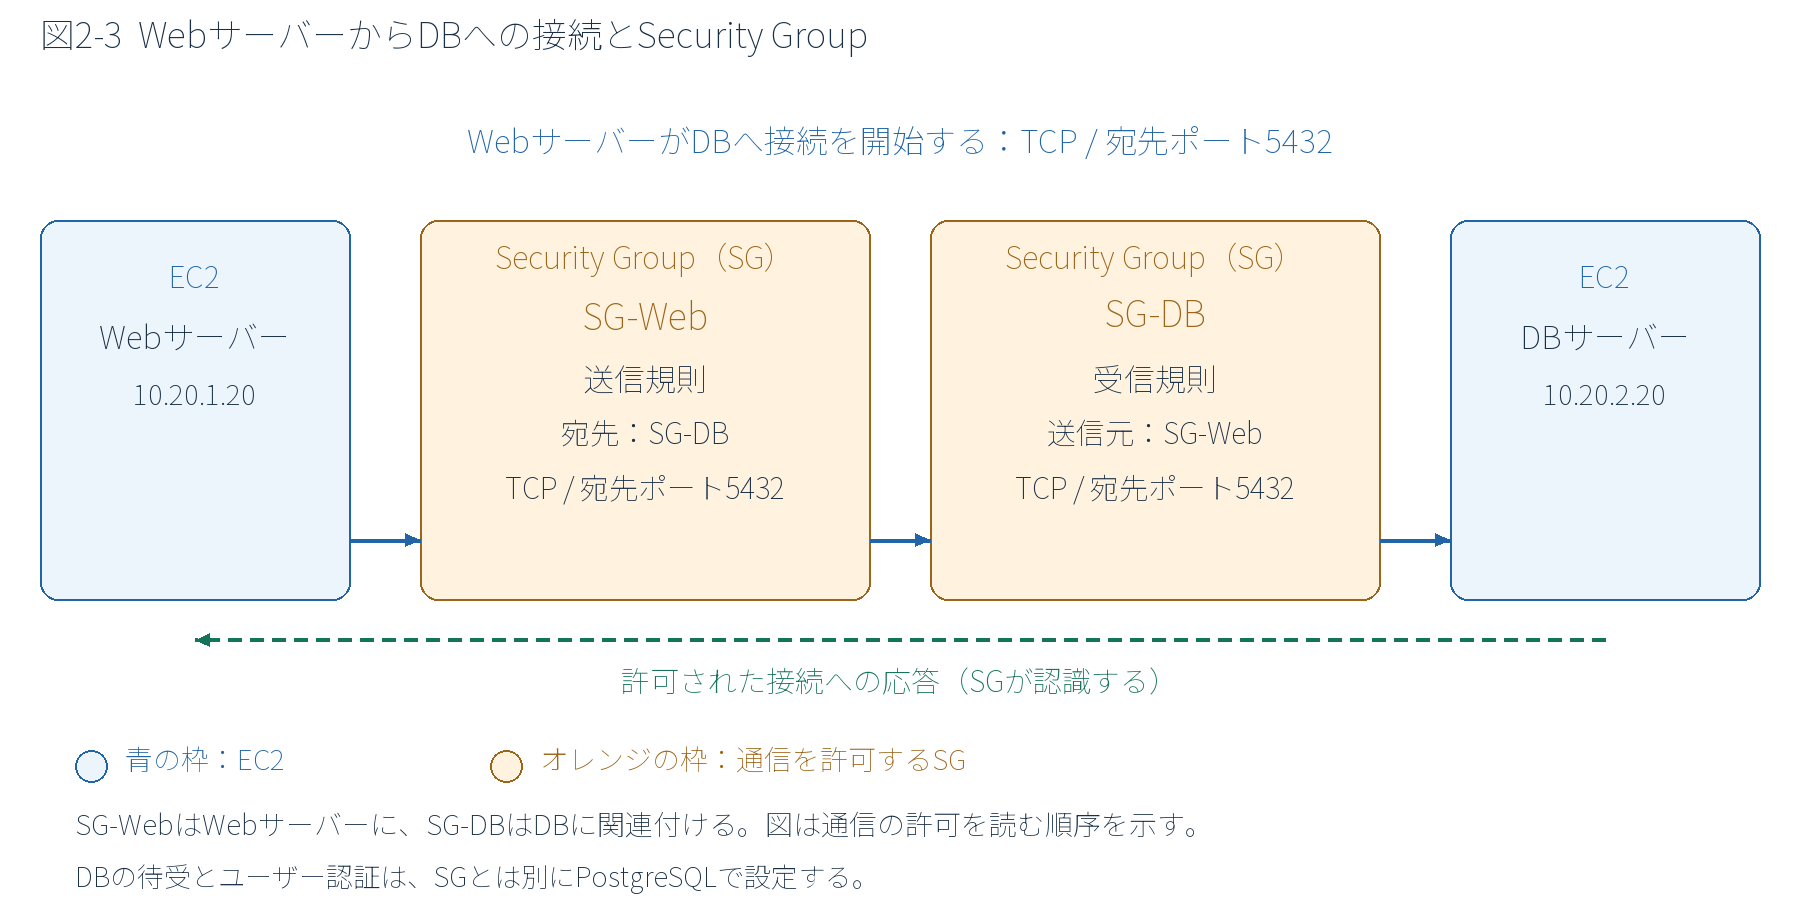 図2-3 WebサーバーからDBへの接続とSecurity Group
WebサーバーがDBへ接続を開始する：TCP / 宛先ポート5432
EC2
Webサーバー
10.20.1.20
Security Group（SG）
SG-Web
送信規則
宛先：SG-DB
TCP / 宛先ポート5432
Security Group（SG）
SG-DB
受信規則
送信元：SG-Web
TCP / 宛先ポート5432
EC2
DBサーバー
10.20.2.20
許可された接続への応答（SGが認識する）
青の枠：EC2
オレンジの枠：通信を許可するSG
SG-WebはWebサーバーに、SG-DBはDBに関連付ける。図は通信の許可を読む順序を示す。
DBの待受とユーザー認証は、SGとは別にPostgreSQLで設定する。